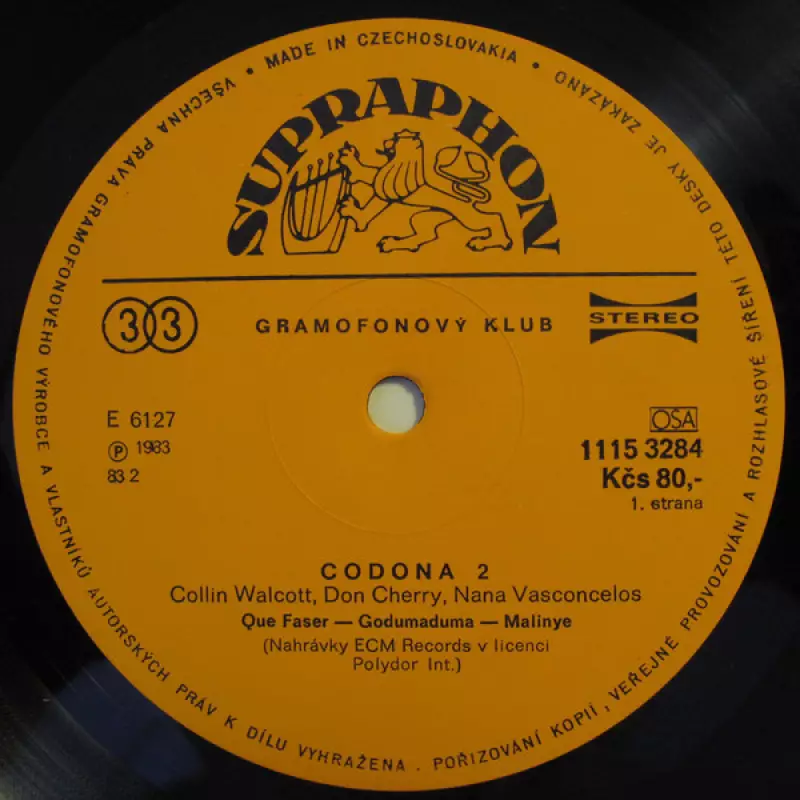 • MADE IN CZECHOSLOVAKIA •
VŠECHNA PRÁVA GRAMOFONOVÉHO VÝROBCE A VLASTNÍKŮ AUTORSKÝCH PRÁV K DÍLU VYHRAŽENA. POŘIZOVÁNÍ KOPIÍ, VEŘEJNÉ PROVOZOVÁNÍ A ROZHLASOVÉ ŠÍŘENÍ TÉTO DESKY JE ZAKÁZÁNO
SUPRAPHON
33
GRAMOFONOVÝ KLUB
STEREO
E 6127
℗ 1983
83 2
OSA
1115 3284
Kčs 80,-
1. strana
CODONA 2
Collin Walcott, Don Cherry, Nana Vasconcelos
Que Faser — Godumaduma — Malinye
(Nahrávky ECM Records v licenci
Polydor Int.)